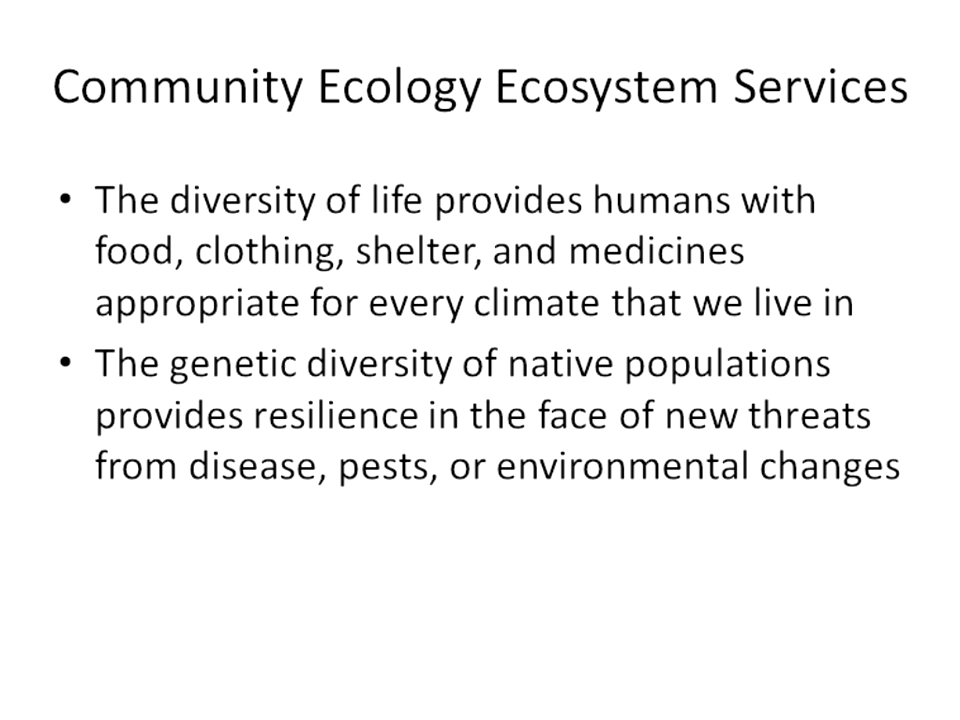 Community Ecology Ecosystem Services
• The diversity of life provides humans with
food, clothing, shelter, and medicines
appropriate for every climate that we live in
• The genetic diversity of native populations
provides resilience in the face of new threats
from disease, pests, or environmental changes